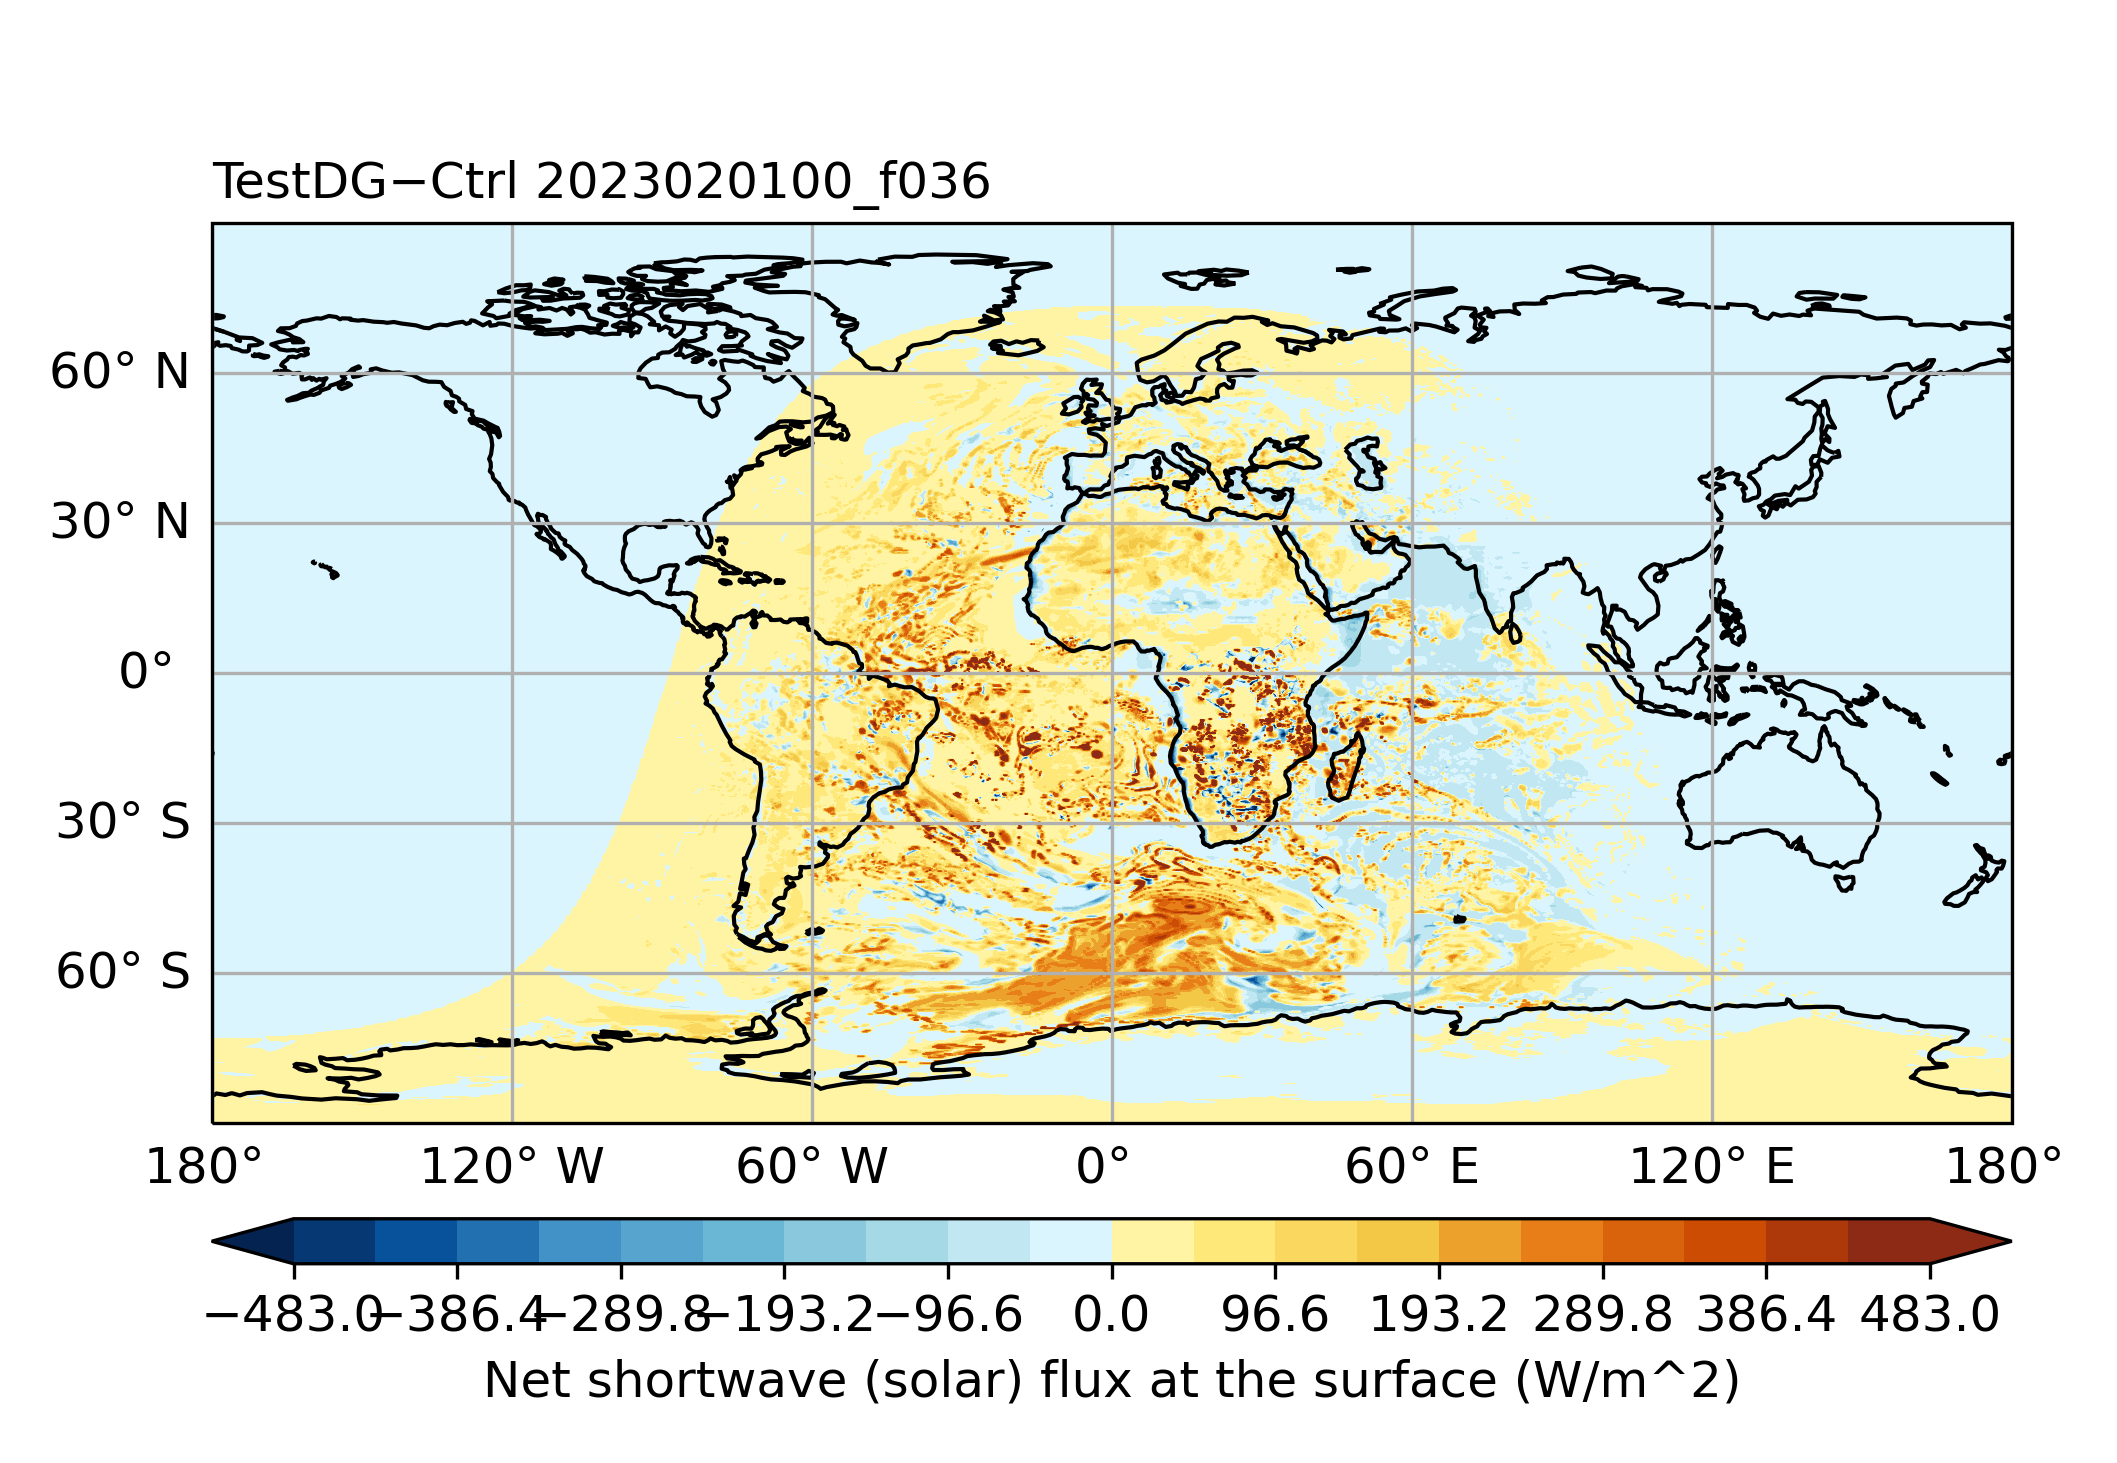 TestDG−Ctrl 2023020100_f036
60° N
30° N
0°
30° S
60° S
180° 120° W 60° W 0° 60° E 120° E 180°
−483.0 −386.4 −289.8 −193.2 −96.6 0.0 96.6 193.2 289.8 386.4 483.0
Net shortwave (solar) flux at the surface (W/m^2)